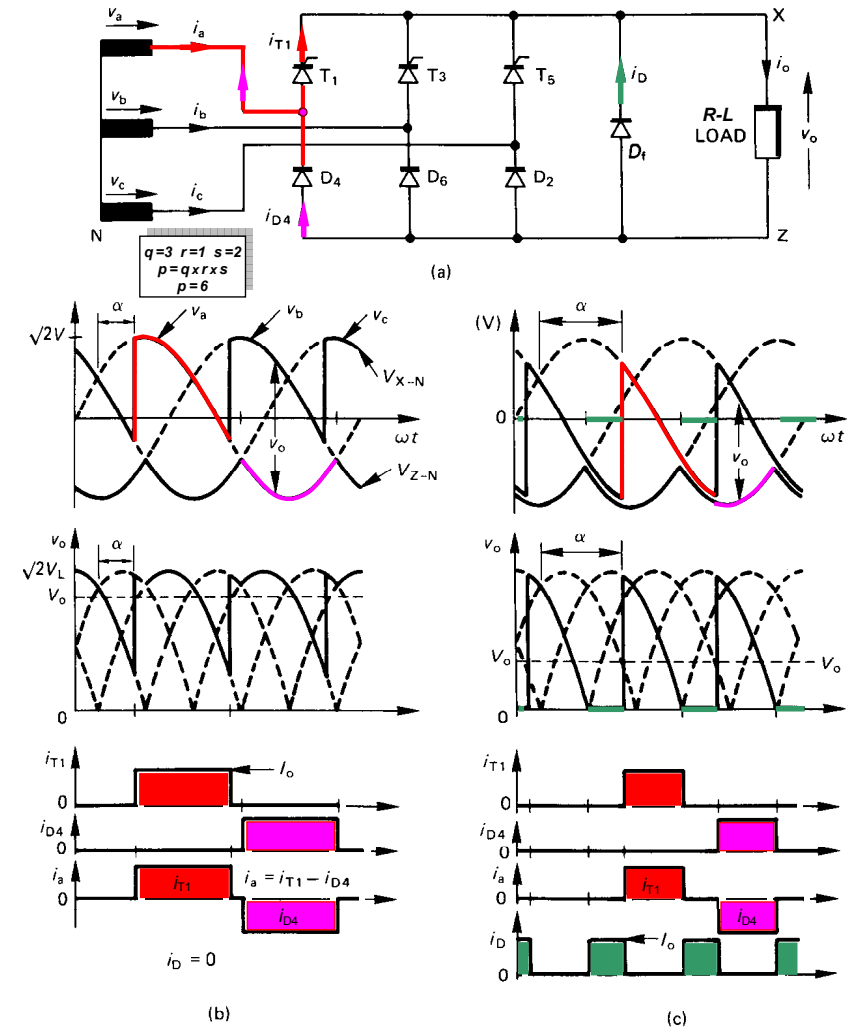 va
ia
iT1
T1
T3
T5
iD
X
io
vb
ib
R-L
LOAD
vo
Df
vc
ic
D4
D6
D2
iD4
N
Z
q=3 r=1 s=2
p=qxrxs
p=6
(a)
α
va
vb
vc
√2V
VX-N
vo
ωt
VZ-N
(V)
α
0
ωt
vo
vo
α
√2VL
Vo
0
vo
α
Vo
Vo
0
iT1
Io
0
iD4
0
ia
iT1
ia = iT1 – iD4
0
iD4
iD = 0
(b)
iT1
0
iD4
0
ia
iT1
0
iD4
iD
Io
0
(c)